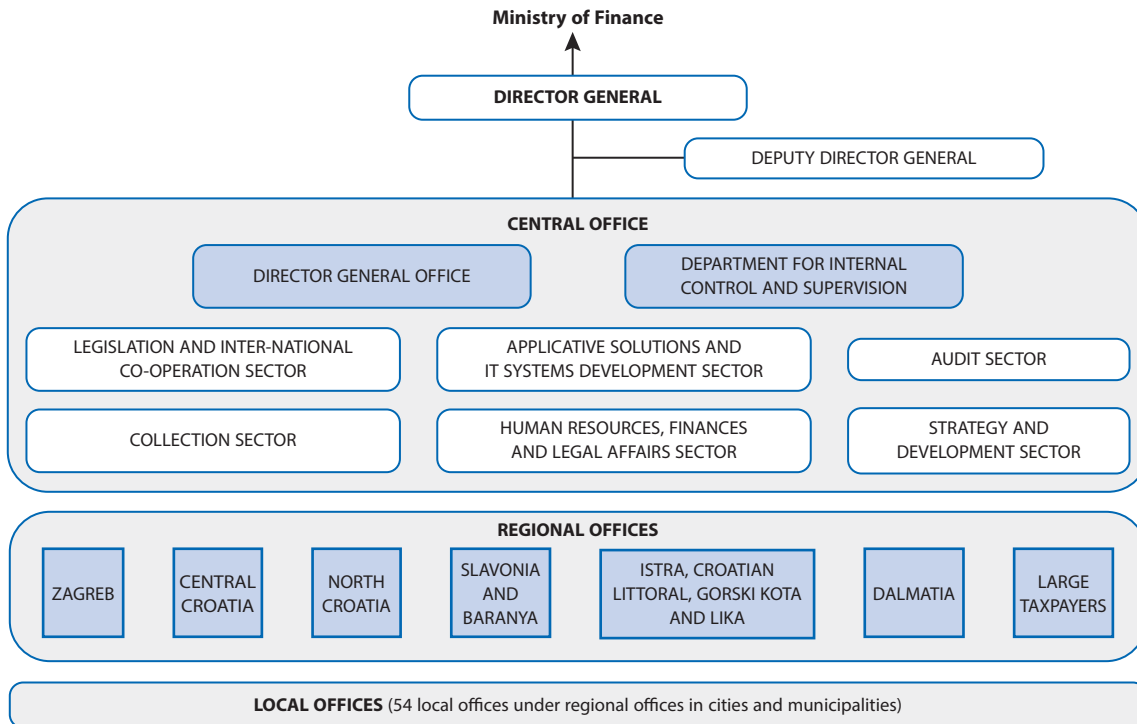 Ministry of Finance
DIRECTOR GENERAL
DEPUTY DIRECTOR GENERAL
CENTRAL OFFICE
DIRECTOR GENERAL OFFICE
DEPARTMENT FOR INTERNAL
CONTROL AND SUPERVISION
LEGISLATION AND INTER-NATIONAL
CO-OPERATION SECTOR
APPLICATIVE SOLUTIONS AND
IT SYSTEMS DEVELOPMENT SECTOR
AUDIT SECTOR
COLLECTION SECTOR
HUMAN RESOURCES, FINANCES
AND LEGAL AFFAIRS SECTOR
STRATEGY AND
DEVELOPMENT SECTOR
REGIONAL OFFICES
ZAGREB
CENTRAL
CROATIA
NORTH
CROATIA
SLAVONIA
AND
BARANYA
ISTRA, CROATIAN
LITTORAL, GORSKI KOTA
AND LIKA
DALMATIA
LARGE
TAXPAYERS
LOCAL OFFICES (54 local offices under regional offices in cities and municipalities)